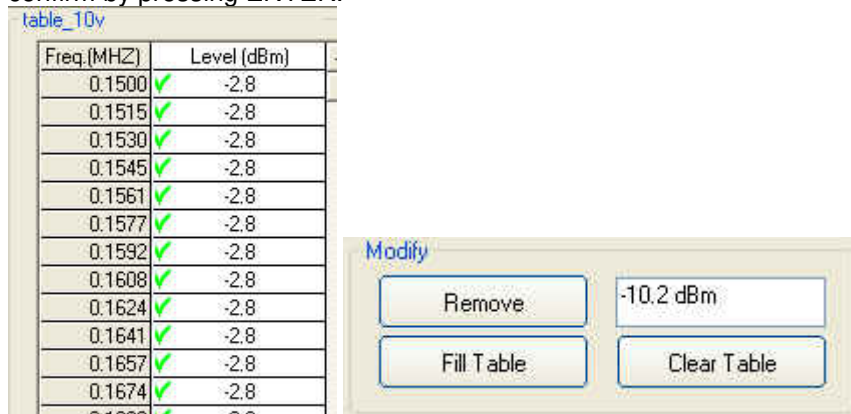 table_10v
Freq.(MHZ) Level (dBm)
0.1500 -2.8
0.1515 -2.8
0.1530 -2.8
0.1545 -2.8
0.1561 -2.8
0.1577 -2.8
0.1592 -2.8
0.1608 -2.8
0.1624 -2.8
0.1641 -2.8
0.1657 -2.8
0.1674 -2.8
Modify
Remove -10.2 dBm
Fill Table Clear Table